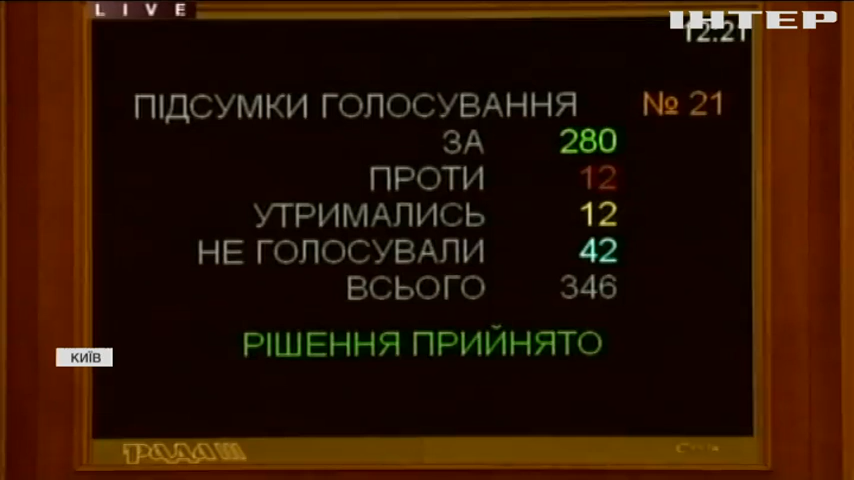 LIVE
ІНТЕР
12:21
ПІДСУМКИ ГОЛОСУВАННЯ № 21
ЗА 280
ПРОТИ 12
УТРИМАЛИСЬ 12
НЕ ГОЛОСУВАЛИ 42
ВСЬОГО 346
РІШЕННЯ ПРИЙНЯТО
КИЇВ
РАДА